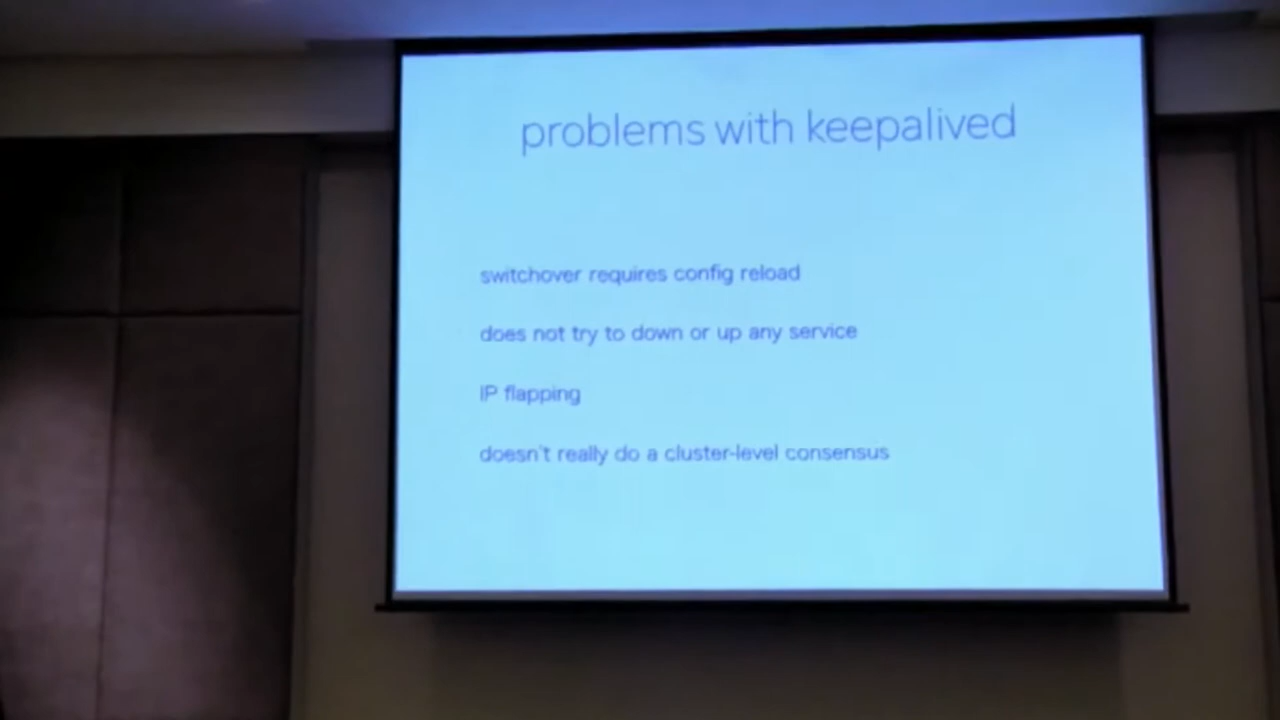 problems with keepalived
switchover requires config reload
does not try to down or up any service
IP flapping
doesn't really do a cluster-level consensus